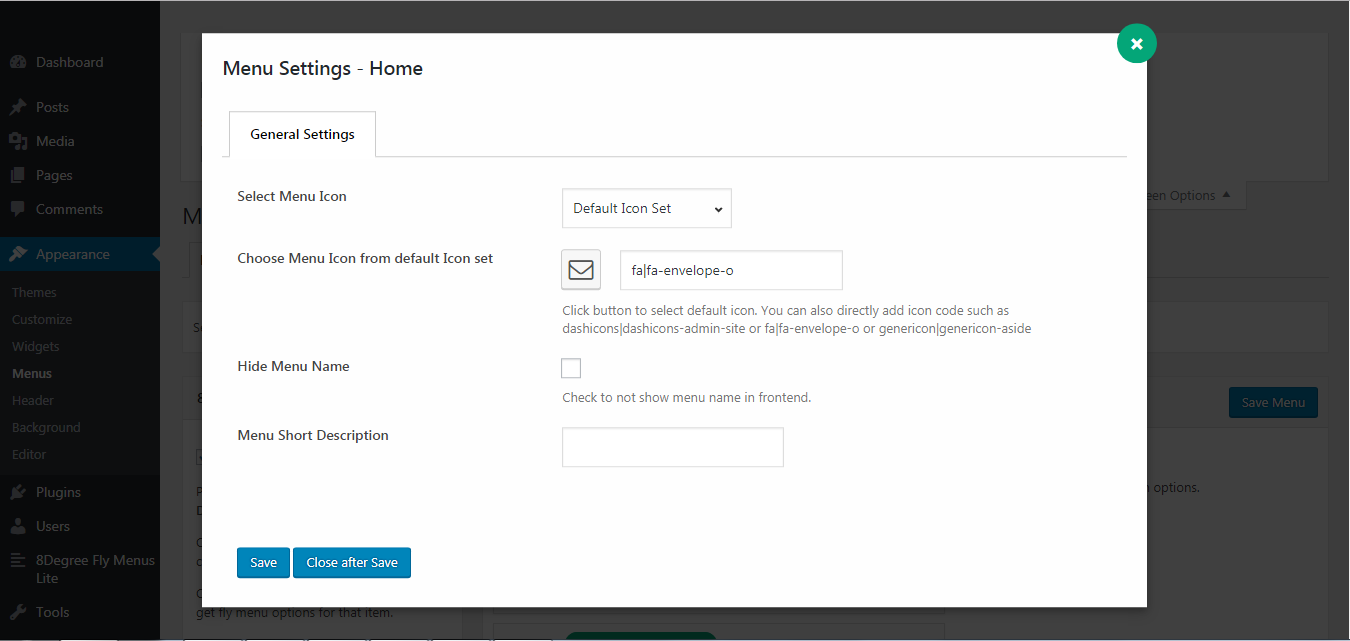 Dashboard
Posts
Media
Pages
Comments
Appearance
Themes
Customize
Widgets
Menus
Header
Background
Editor
Plugins
Users
8Degree Fly Menus
Lite
Tools
Menu Settings - Home
General Settings
Select Menu Icon
Default Icon Set
Choose Menu Icon from default Icon set
fa|fa-envelope-o
Click button to select default icon. You can also directly add icon code such as
dashicons|dashicons-admin-site or fa|fa-envelope-o or genericon|genericon-aside
Hide Menu Name
Check to not show menu name in frontend.
Menu Short Description
Save
Close after Save
Options
Save Menu
options.
get fly menu options for that item.